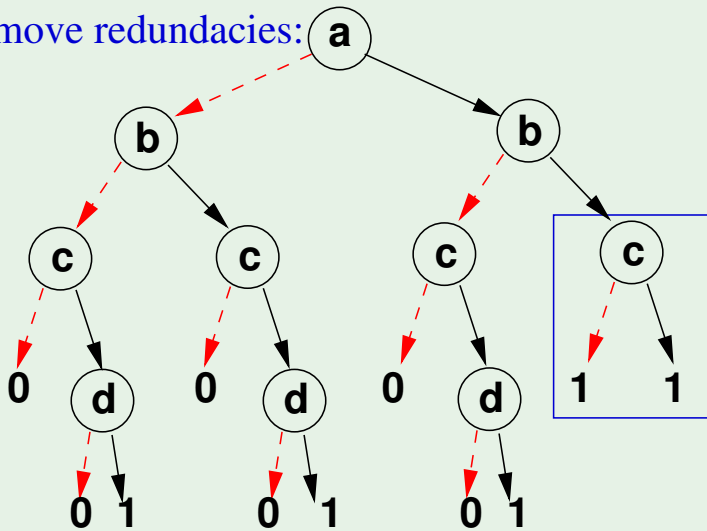 move redundacies:
a
b b
c c c c
0 d 0 d 0 d 1 1
0 1 0 1 0 1